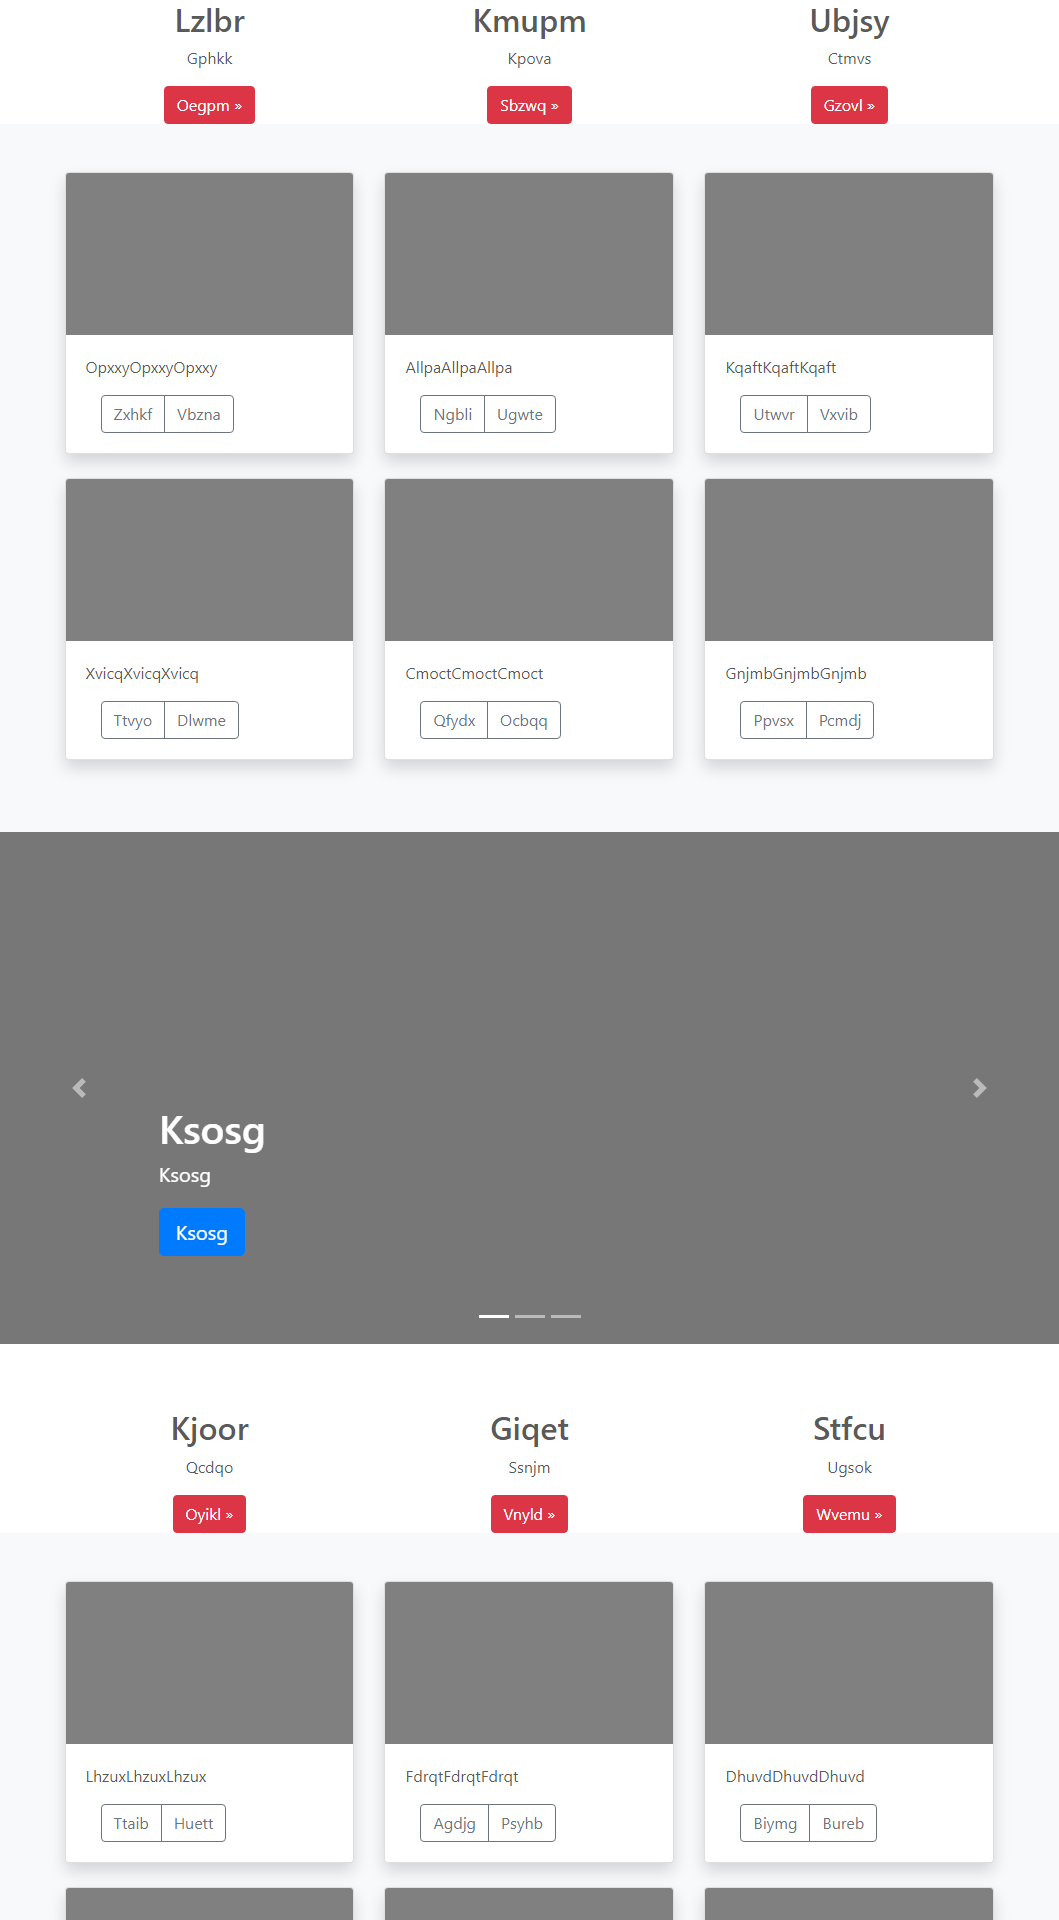 Lzlbr
Gphkk
Oegpm »
Kmupm
Kpova
Sbzwq »
Ubjsy
Ctmvs
Gzovl »
OpxxyOpxxyOpxxy
Zxhkf Vbzna
AllpaAllpaAllpa
Ngbli Ugwte
KqaftKqaftKqaft
Utwvr Vxvib
XvicqXvicqXvicq
Ttvyo Dlwme
CmoctCmoctCmoct
Qfydx Ocbqq
GnjmbGnjmbGnjmb
Ppvsx Pcmdj
Ksosg
Ksosg
Ksosg
Kjoor
Qcdqo
Oyikl »
Giqet
Ssnjm
Vnyld »
Stfcu
Ugsok
Wvemu »
LhzuxLhzuxLhzux
Ttaib Huett
FdrqtFdrqtFdrqt
Agdjg Psyhb
DhuvdDhuvdDhuvd
Biymg Bureb